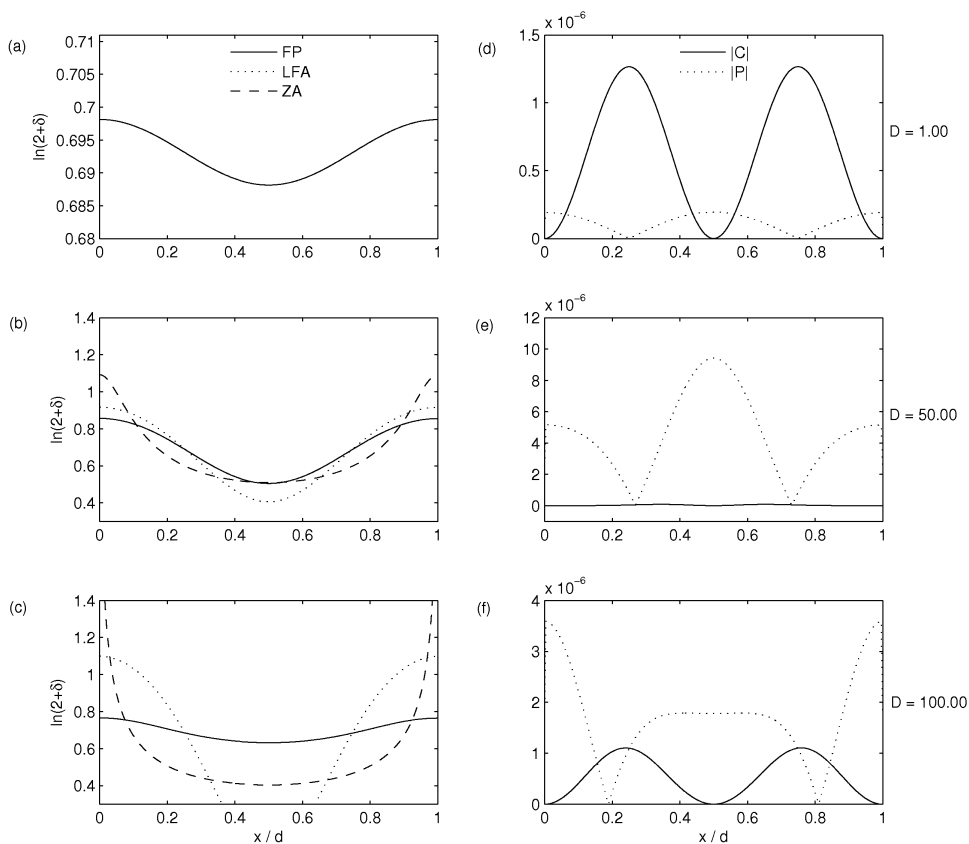 (a)
ln(2+δ)
0.71
0.705
0.7
0.695
0.69
0.685
0.68
FP
LFA
ZA
0 0.2 0.4 0.6 0.8 1
(d)
x 10⁻⁶
1.5
1
0.5
0
|C|
|P|
0 0.2 0.4 0.6 0.8 1
D = 1.00
(b)
ln(2+δ)
1.4
1.2
1
0.8
0.6
0.4
0 0.2 0.4 0.6 0.8 1
(e)
x 10⁻⁶
12
10
8
6
4
2
0
0 0.2 0.4 0.6 0.8 1
D = 50.00
(c)
ln(2+δ)
1.4
1.2
1
0.8
0.6
0.4
0 0.2 0.4 0.6 0.8 1
x / d
(f)
x 10⁻⁶
4
3
2
1
0
0 0.2 0.4 0.6 0.8 1
x / d
D = 100.00